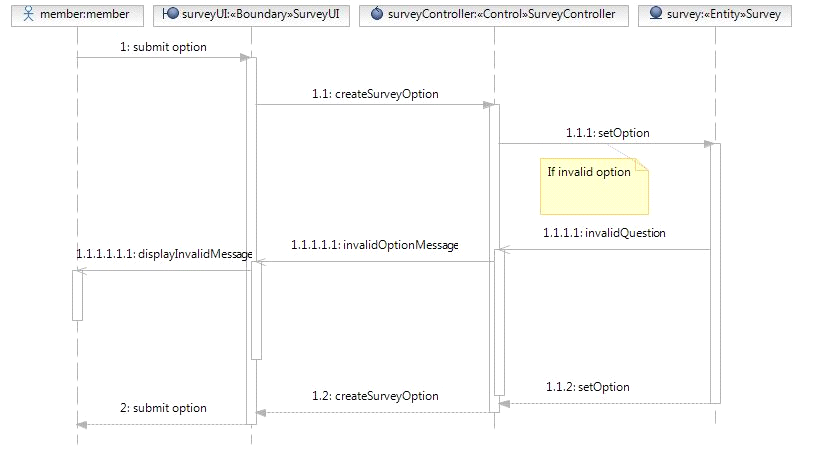 member:member
surveyUI:«Boundary»SurveyUI
surveyController:«Control»SurveyController
survey:«Entity»Survey
1: submit option
1.1: createSurveyOption
1.1.1: setOption
If invalid option
1.1.1.1: invalidQuestion
1.1.1.1.1: invalidOptionMessage
1.1.1.1.1.1: displayInvalidMessage
1.1.2: setOption
1.2: createSurveyOption
2: submit option